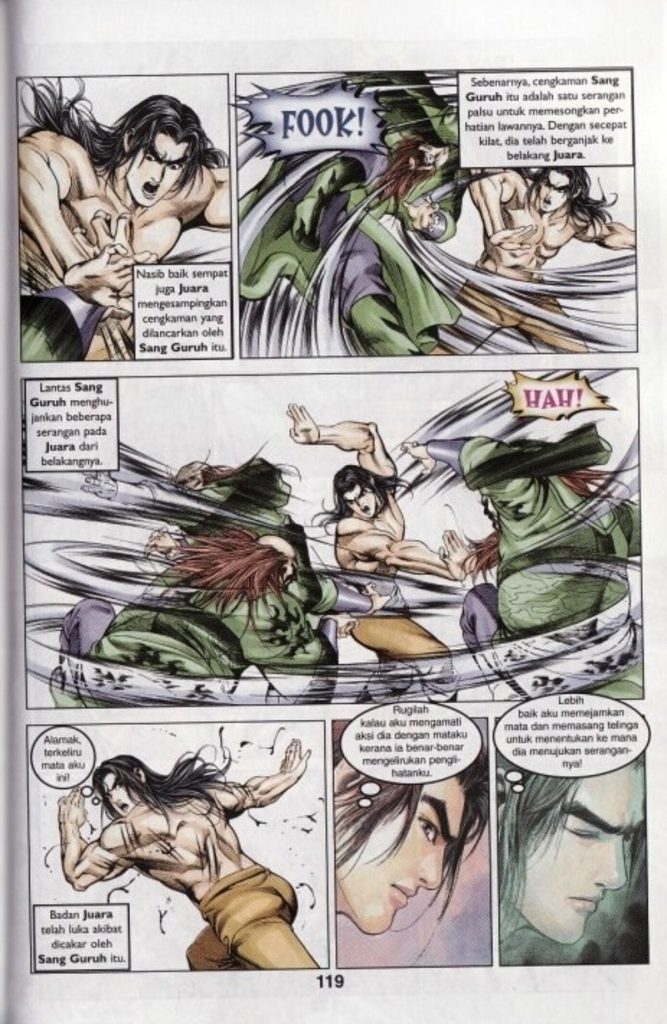 Nasib baik sempat
juga Juara
mengesampingkan
cengkaman yang
dilancarkan oleh
Sang Guruh itu.
FOOK!
Sebenarnya, cengkaman Sang
Guruh itu adalah satu serangan
palsu untuk memesongkan per-
hatian lawannya. Dengan secepat
kilat, dia telah berganjak ke
belakang Juara.
Lantas Sang
Guruh menghu-
jankan beberapa
serangan pada
Juara dari
belakangnya.
HAH!
Alamak,
terkeliru
mata aku
ini!
Badan Juara
telah luka akibat
dicakar oleh
Sang Guruh itu.
Rugilah
kalau aku mengamati
aksi dia dengan mataku
kerana ia benar-benar
mengelirukan pengli-
hatanku.
Lebih
baik aku memejamkan
mata dan memasang telinga
untuk menentukan ke mana
dia menujukan serangan-
nya!
119